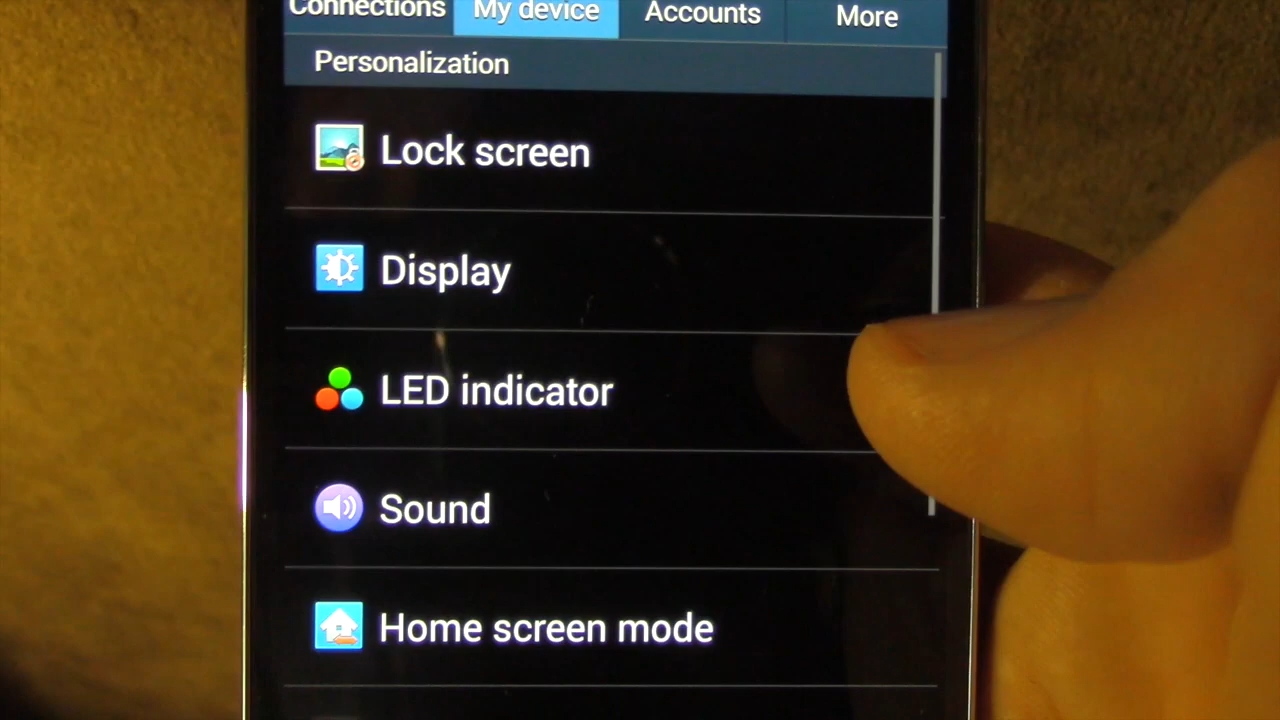 Connections My device Accounts More
Personalization
Lock screen
Display
LED indicator
Sound
Home screen mode